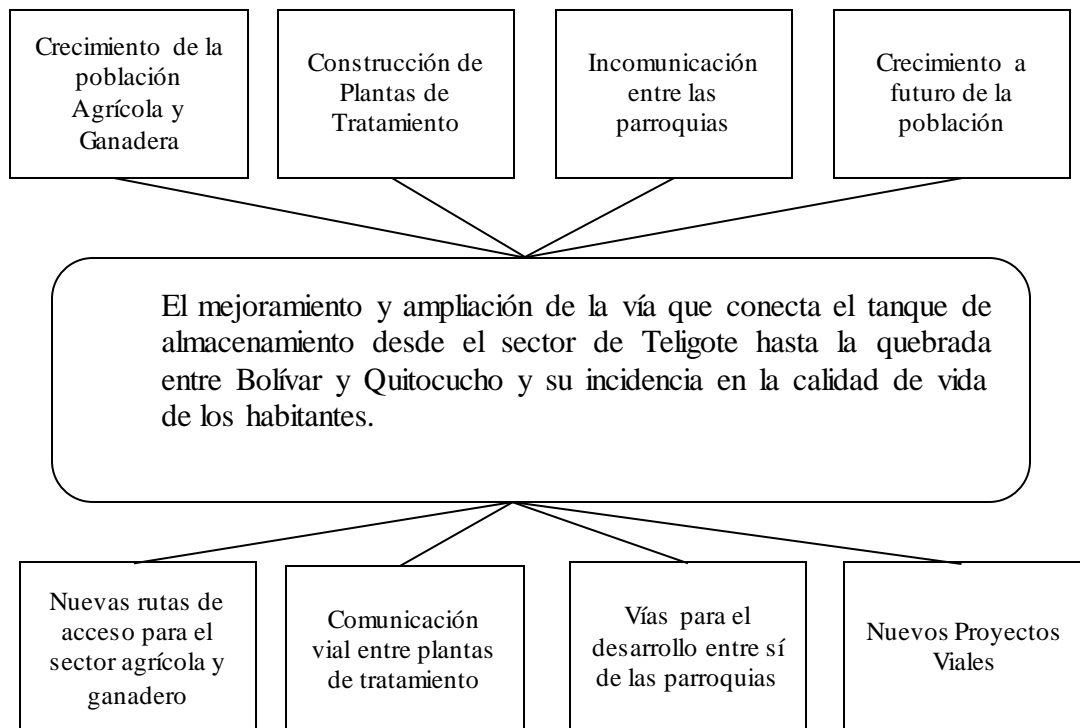 Crecimiento de la
población
Agrícola y
Ganadera
Construcción de
Plantas de
Tratamiento
Incomunicación
entre las
parroquias
Crecimiento a
futuro de la
población
El mejoramiento y ampliación de la vía que conecta el tanque de
almacenamiento desde el sector de Teligote hasta la quebrada
entre Bolívar y Quitocucho y su incidencia en la calidad de vida
de los habitantes.
Nuevas rutas de
acceso para el
sector agrícola y
ganadero
Comunicación
vial entre plantas
de tratamiento
Vías para el
desarrollo entre sí
de las parroquias
Nuevos Proyectos
Viales